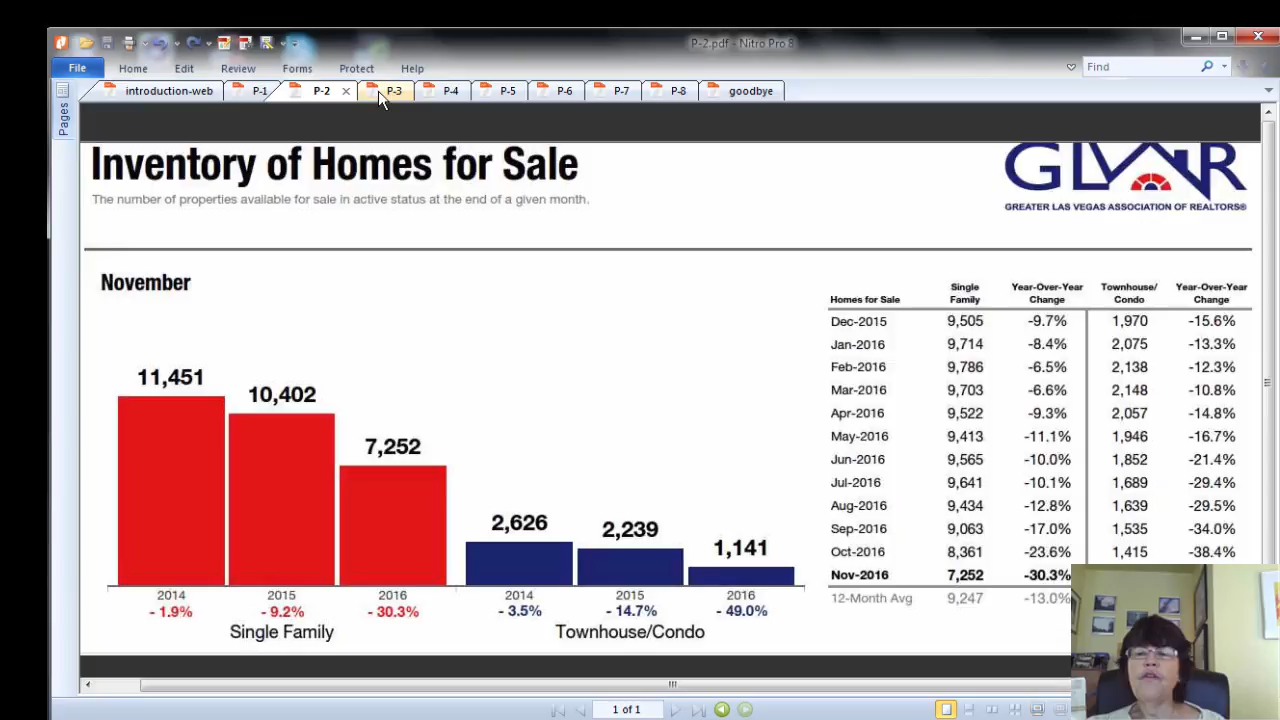 P-2.pdf - Nitro Pro 8
File Home Edit Review Forms Protect Help Find
introduction-web P-1 P-2 P-3 P-4 P-5 P-6 P-7 P-8 goodbye
Pages
Inventory of Homes for Sale
The number of properties available for sale in active status at the end of a given month.
GLVAR
GREATER LAS VEGAS ASSOCIATION OF REALTORS®
November
11,451
10,402
7,252
2,626
2,239
1,141
2014 2015 2016 2014 2015 2016
- 1.9% - 9.2% - 30.3% - 3.5% - 14.7% - 49.0%
Single Family Townhouse/Condo
Homes for Sale Single Family Year-Over-Year Change Townhouse/ Condo Year-Over-Year Change
Dec-2015 9,505 -9.7% 1,970 -15.6%
Jan-2016 9,714 -8.4% 2,075 -13.3%
Feb-2016 9,786 -6.5% 2,138 -12.3%
Mar-2016 9,703 -6.6% 2,148 -10.8%
Apr-2016 9,522 -9.3% 2,057 -14.8%
May-2016 9,413 -11.1% 1,946 -16.7%
Jun-2016 9,565 -10.0% 1,852 -21.4%
Jul-2016 9,641 -10.1% 1,689 -29.4%
Aug-2016 9,434 -12.8% 1,639 -29.5%
Sep-2016 9,063 -17.0% 1,535 -34.0%
Oct-2016 8,361 -23.6% 1,415 -38.4%
Nov-2016 7,252 -30.3%
12-Month Avg 9,247 -13.0%
1 of 1